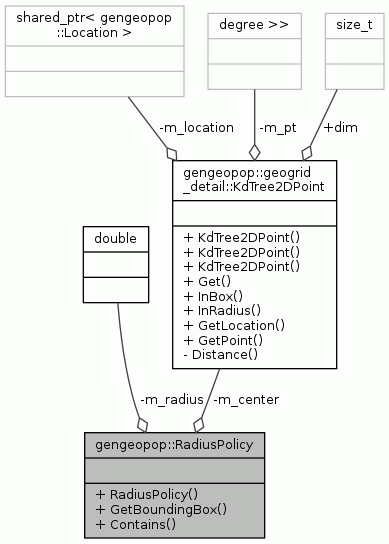 shared_ptr< gengeopop
::Location >
degree >>
size_t
-m_location
-m_pt
+dim
gengeopop::geogrid
_detail::KdTree2DPoint
+ KdTree2DPoint()
+ KdTree2DPoint()
+ KdTree2DPoint()
+ Get()
+ InBox()
+ InRadius()
+ GetLocation()
+ GetPoint()
- Distance()
double
-m_radius
-m_center
gengeopop::RadiusPolicy
+ RadiusPolicy()
+ GetBoundingBox()
+ Contains()